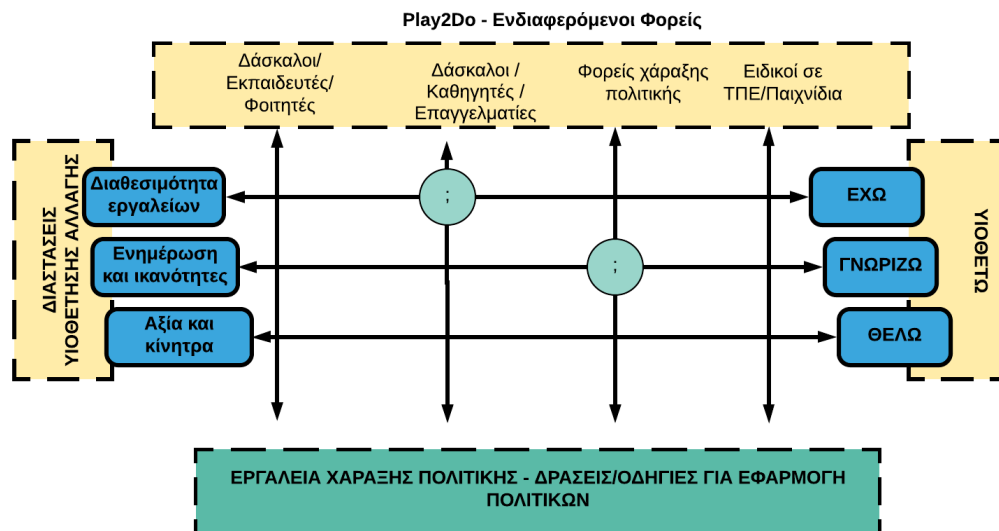 Play2Do - Ενδιαφερόμενοι Φορείς
Δάσκαλοι/
Εκπαιδευτές/
Φοιτητές
Δάσκαλοι /
Καθηγητές /
Επαγγελματίες
Φορείς χάραξης
πολιτικής
Ειδικοί σε
ΤΠΕ/Παιχνίδια
ΔΙΑΣΤΑΣΕΙΣ
ΥΙΟΘΕΤΗΣΗΣ ΑΛΛΑΓΗΣ
Διαθεσιμότητα
εργαλείων
;
ΕΧΩ
Ενημέρωση
και ικανότητες
;
ΓΝΩΡΙΖΩ
Αξία και
κίνητρα
ΘΕΛΩ
ΥΙΟΘΕΤΩ
ΕΡΓΑΛΕΙΑ ΧΑΡΑΞΗΣ ΠΟΛΙΤΙΚΗΣ - ΔΡΑΣΕΙΣ/ΟΔΗΓΙΕΣ ΓΙΑ ΕΦΑΡΜΟΓΗ
ΠΟΛΙΤΙΚΩΝ